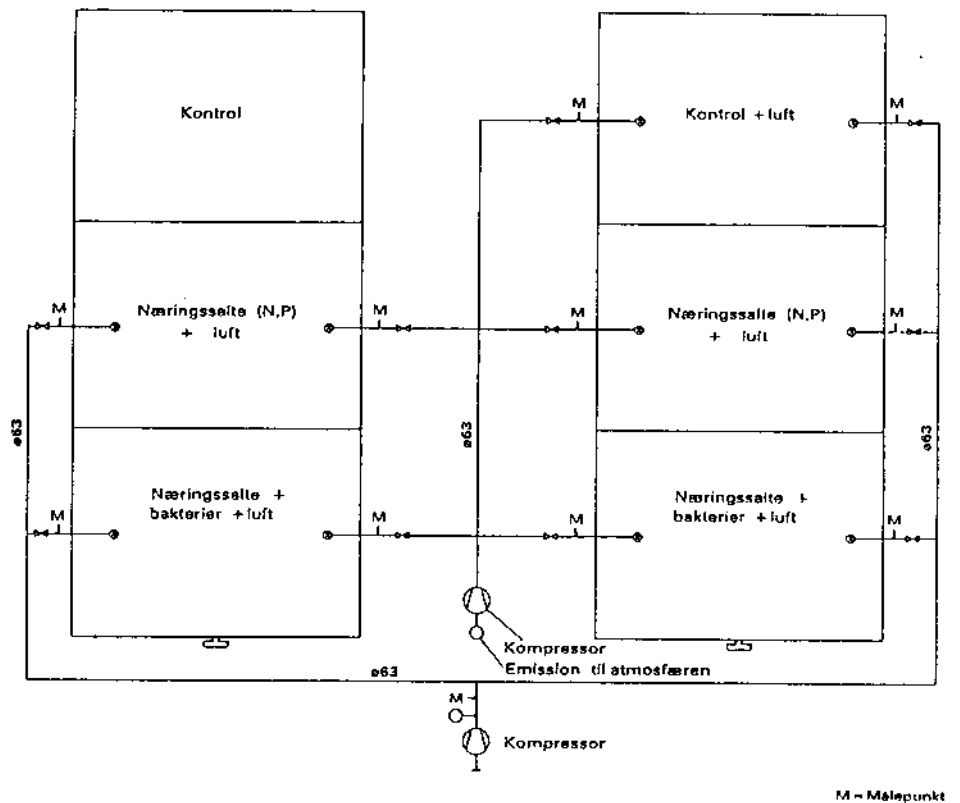 Kontrol
M
Kontrol + luft
M
M
Næringssalte (N,P)
+ luft
M
M
Næringssalte (N,P)
+ luft
M
ø63
ø63
ø63
M
Næringssalte +
bakterier + luft
M
M
Næringssalte +
bakterier + luft
M
Kompressor
Emission til atmosfæren
ø63
M
Kompressor
M = Målepunkt